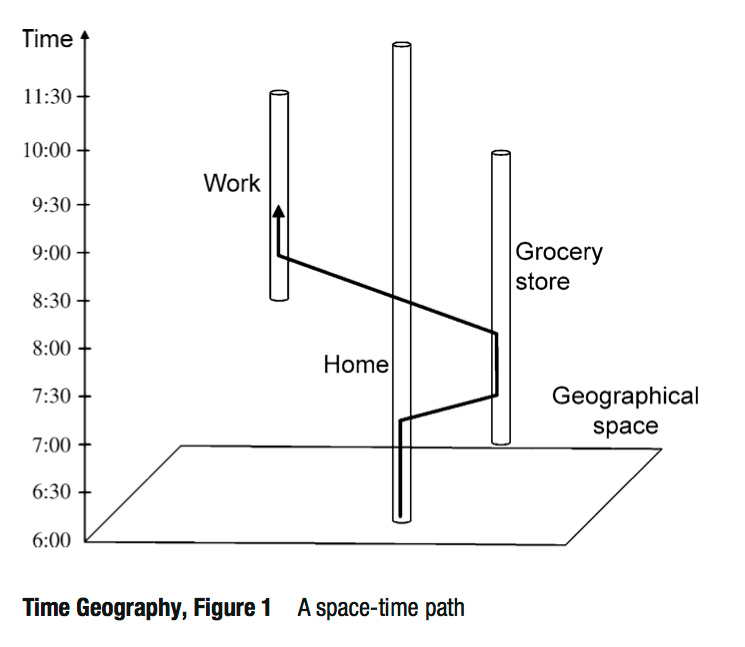 Time
11:30
10:00
Work
9:30
9:00
Grocery
store
8:30
8:00
Home
7:30
Geographical
space
7:00
6:30
6:00
Time Geography, Figure 1 A space-time path